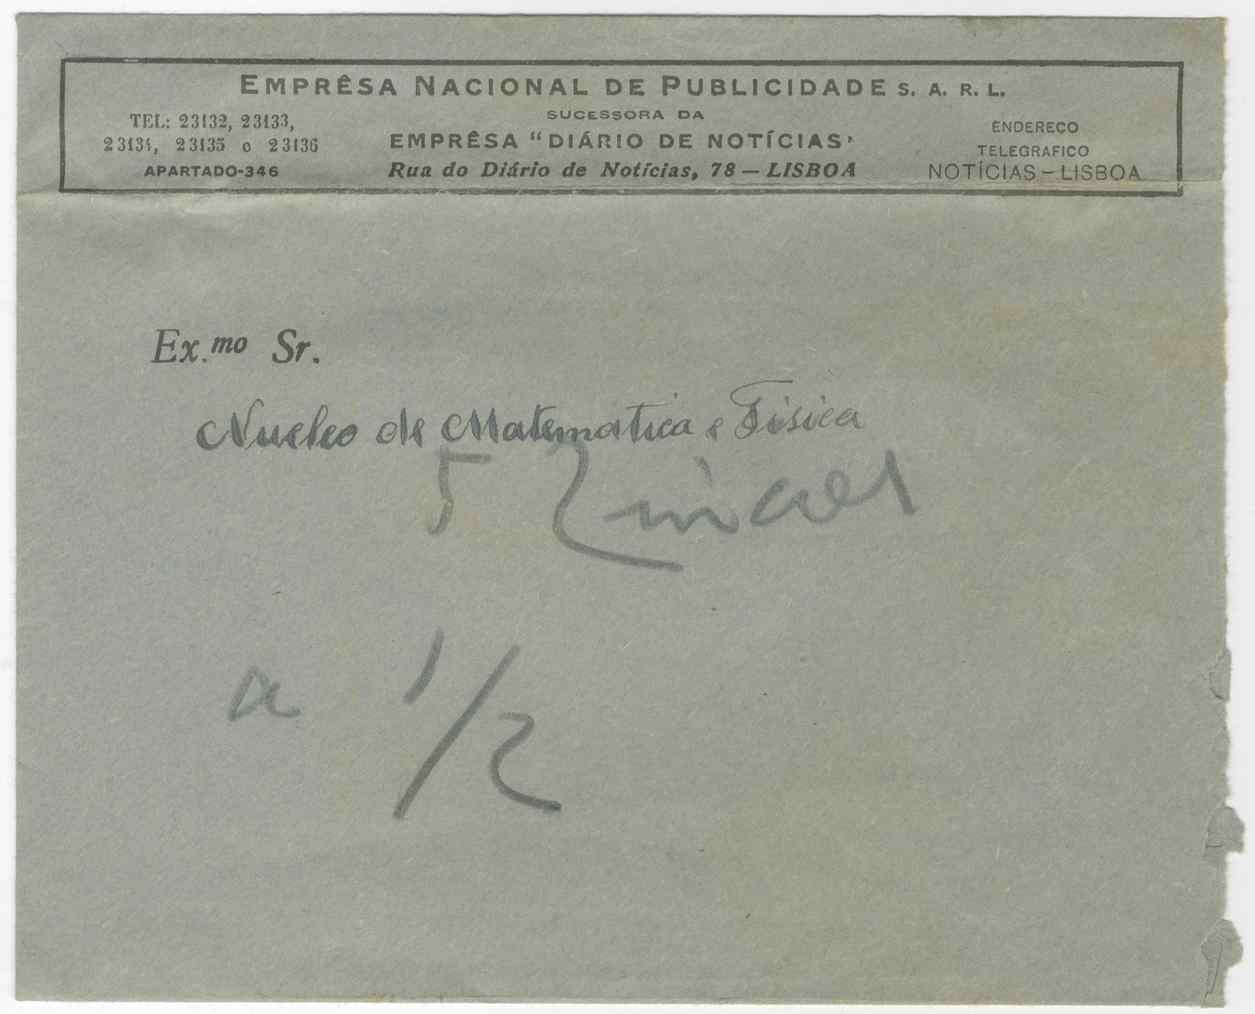 EMPRÊSA NACIONAL DE PUBLICIDADE S. A. R. L.
SUCESSORA DA
EMPRÊSA "DIÁRIO DE NOTÍCIAS"
Rua do Diário de Notícias, 78 — LISBOA
TEL: 23132, 23133,
23134, 23135 e 23136
APARTADO-346
ENDEREÇO
TELEGRAFICO
NOTÍCIAS – LISBOA
Ex.mo Sr.
Nucleo de Matematica e Fisica
5 Zincos
a 1/2